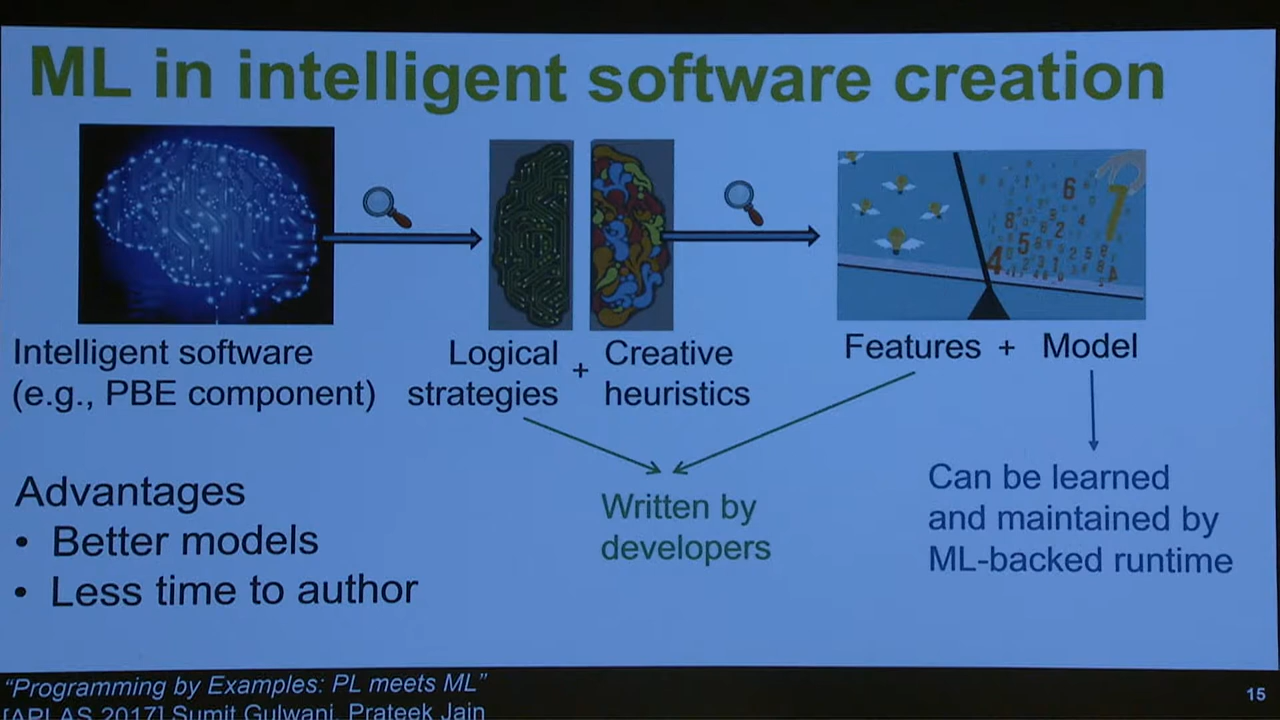 ML in intelligent software creation
Intelligent software
(e.g., PBE component)
Logical
strategies
+
Creative
heuristics
Features + Model
Advantages
• Better models
• Less time to author
Written by
developers
Can be learned
and maintained by
ML-backed runtime
"Programming by Examples: PL meets ML"
[APLAS 2017] Sumit Gulwani, Prateek Jain
15